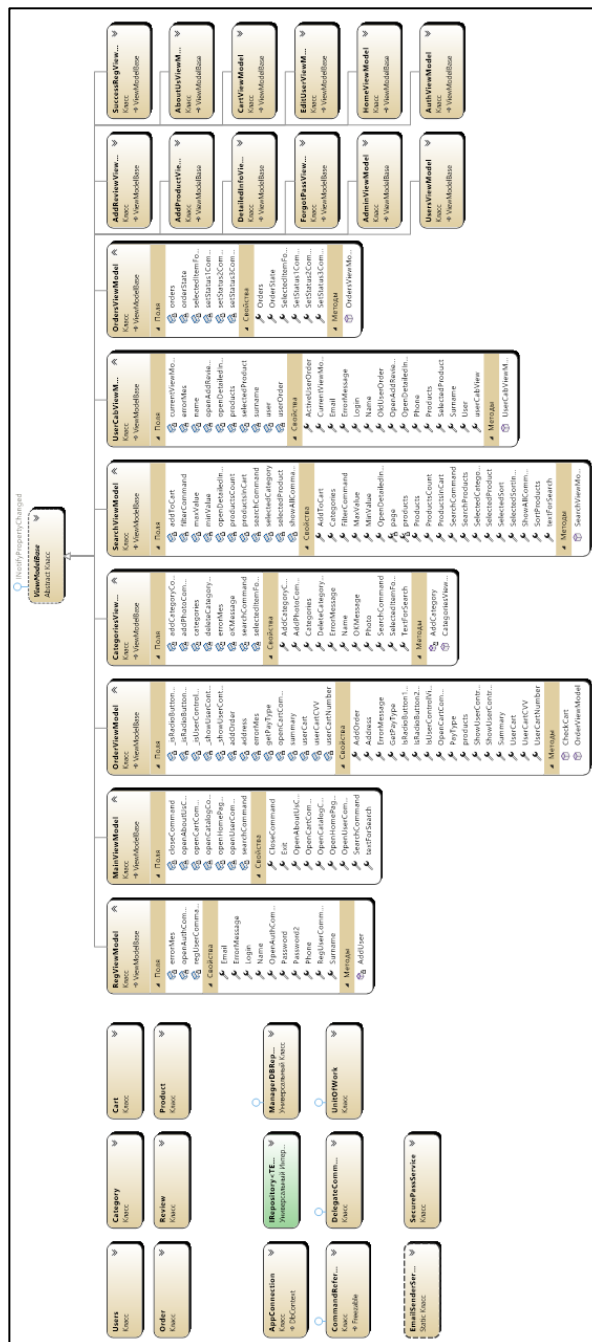 INotifyPropertyChanged
ViewModelBase
Abstract Класс
Users
Класс
Category
Класс
Cart
Класс
Order
Класс
Review
Класс
Product
Класс
AppConnection
Класс
→ DbContext
IRepository<TE...
Универсальный Интер...
ManagerDBRep...
Универсальный Класс
CommandRefer...
Класс
→ Freezable
DelegateComm...
Класс
UnitOfWork
Класс
EmailSenderSer...
Static Класс
SecurePassService
Класс
RegViewModel
Класс
→ ViewModelBase
Поля
errorMes
openAuthCom...
regUserComma...
Свойства
Email
ErrorMessage
Login
Name
OpenAuthCom...
Password
Password2
Phone
RegUserComm...
Surname
Методы
AddUser
MainViewModel
Класс
→ ViewModelBase
Поля
closeCommand
openAboutUsC...
openCartCom...
openCatalogCo...
openHomePag...
openUserCom...
searchCommand
Свойства
CloseCommand
Exit
OpenAboutUsC...
OpenCartCom...
OpenCatalogC...
OpenHomePag...
OpenUserCom...
SearchCommand
textForSearch
OrderViewModel
Класс
→ ViewModelBase
Поля
_isRadioButton...
_isRadioButton...
_isUserControl...
_showUserCont...
_showUserCont...
addOrder
address
errorMes
getPayType
openCartCom...
summary
userCart
userCartCVV
userCartNumber
Свойства
AddOrder
Address
ErrorMessage
GetPayType
IsRadioButton1...
IsRadioButton2...
IsUserControlVi...
OpenCartCom...
PayType
products
ShowUserContr...
ShowUserContr...
Summary
UserCart
UserCartCVV
UserCartNumber
Методы
CheckCart
OrderViewModel
CategoriesView...
Класс
→ ViewModelBase
Поля
addCategoryCo...
addPhotoCom...
categories
deleteCategory...
errorMes
oKMessage
searchCommand
selectedItemFo...
Свойства
AddCategoryC...
AddPhotoCom...
Categories
DeleteCategory...
ErrorMessage
Name
OKMessage
Photo
SearchCommand
SelectedItemFo...
TextForSearch
Методы
AddCategory
CategoriesView...
SearchViewModel
Класс
→ ViewModelBase
Поля
addToCart
filterCommand
maxValue
minValue
openDetailedIn...
productsCount
productsInCart
searchCommand
selectedCategory
selectedProduct
showAllComma...
Свойства
AddToCart
Categories
FilterCommand
MaxValue
MinValue
OpenDetailedIn...
page
products
Products
ProductsCount
ProductsInCart
SearchCommand
SearchProducts
SelectedCatego...
SelectedProduct
SelectedSort
SelectedSortin...
ShowAllComm...
SortProducts
textForSearch
Методы
SearchViewMo...
UserCabViewM...
Класс
→ ViewModelBase
Поля
currentViewMo...
errorMes
name
openAddRevie...
openDetailedIn...
products
selectedProduct
surname
user
userOrder
Свойства
ActiveUserOrder
CurrentViewMo...
Email
ErrorMessage
Login
Name
OldUserOrder
OpenAddRevie...
OpenDetailedIn...
Phone
Products
SelectedProduct
Surname
User
userCabView
Методы
UserCabViewM...
OrdersViewModel
Класс
→ ViewModelBase
Поля
orders
orderState
selectedItemFo...
setStatus1Com...
setStatus2Com...
setStatus3Com...
Свойства
Orders
OrderState
SelectedItemFo...
SetStatus1Com...
SetStatus2Com...
SetStatus3Com...
Методы
OrdersViewMo...
AddReviewView...
Класс
→ ViewModelBase
SuccessRegView...
Класс
→ ViewModelBase
AddProductVie...
Класс
→ ViewModelBase
AboutUsViewM...
Класс
→ ViewModelBase
DetailedInfoVie...
Класс
→ ViewModelBase
CartViewModel
Класс
→ ViewModelBase
ForgotPassView...
Класс
→ ViewModelBase
EditUserViewM...
Класс
→ ViewModelBase
AdminViewModel
Класс
→ ViewModelBase
HomeViewModel
Класс
→ ViewModelBase
UsersViewModel
Класс
→ ViewModelBase
AuthViewModel
Класс
→ ViewModelBase